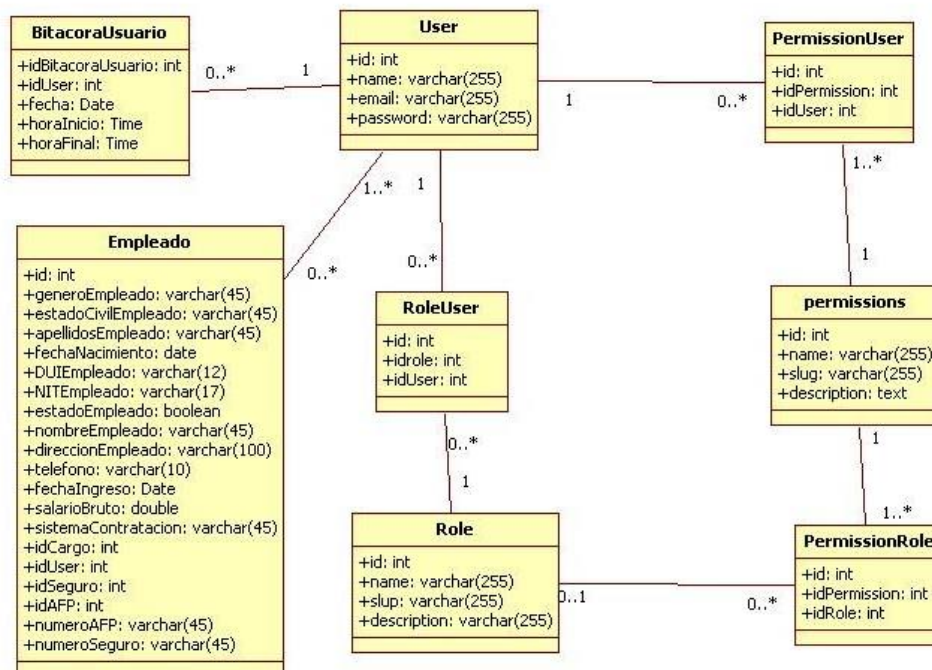 BitacoraUsuario
+idBitacoraUsuario: int
+idUser: int
+fecha: Date
+horaInicio: Time
+horaFinal: Time
0..*
1
User
+id: int
+name: varchar(255)
+email: varchar(255)
+password: varchar(255)
1
0..*
PermissionUser
+id: int
+idPermission: int
+idUser: int
1..*
1
1..*
0..*
Empleado
+id: int
+generoEmpleado: varchar(45)
+estadoCivilEmpleado: varchar(45)
+apellidosEmpleado: varchar(45)
+fechaNacimiento: date
+DUIEmpleado: varchar(12)
+NITEmpleado: varchar(17)
+estadoEmpleado: boolean
+nombreEmpleado: varchar(45)
+direccionEmpleado: varchar(100)
+telefono: varchar(10)
+fechaIngreso: Date
+salarioBruto: double
+sistemaContratacion: varchar(45)
+idCargo: int
+idUser: int
+idSeguro: int
+idAFP: int
+numeroAFP: varchar(45)
+numeroSeguro: varchar(45)
0..*
RoleUser
+id: int
+idrole: int
+idUser: int
0..*
1
1
permissions
+id: int
+name: varchar(255)
+slug: varchar(255)
+description: text
1
1..*
Role
+id: int
+name: varchar(255)
+slup: varchar(255)
+description: varchar(255)
0..1
0..*
PermissionRole
+id: int
+idPermission: int
+idRole: int